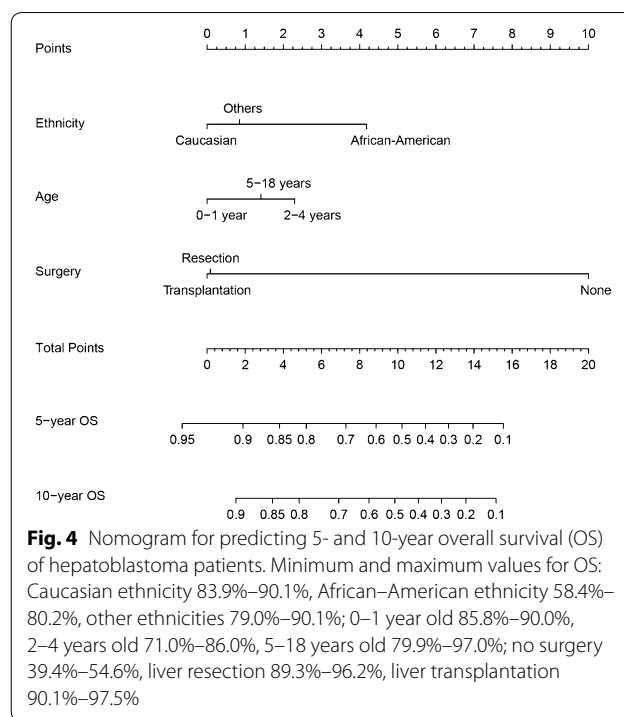 Points
0 1 2 3 4 5 6 7 8 9 10
Others
Ethnicity
Caucasian African−American
5−18 years
Age
0−1 year 2−4 years
Resection
Surgery
Transplantation None
Total Points
0 2 4 6 8 10 12 14 16 18 20
5−year OS
0.95 0.9 0.85 0.8 0.7 0.6 0.5 0.4 0.3 0.2 0.1
10−year OS
0.9 0.85 0.8 0.7 0.6 0.5 0.4 0.3 0.2 0.1
Fig. 4 Nomogram for predicting 5- and 10-year overall survival (OS)
of hepatoblastoma patients. Minimum and maximum values for OS:
Caucasian ethnicity 83.9%–90.1%, African–American ethnicity 58.4%–
80.2%, other ethnicities 79.0%–90.1%; 0–1 year old 85.8%–90.0%,
2–4 years old 71.0%–86.0%, 5–18 years old 79.9%–97.0%; no surgery
39.4%–54.6%, liver resection 89.3%–96.2%, liver transplantation
90.1%–97.5%